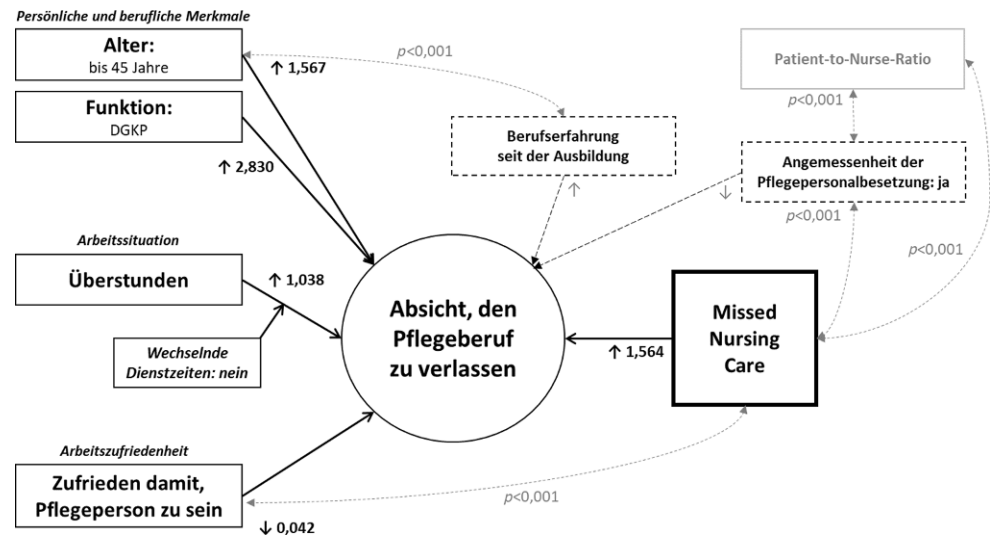 Persönliche und berufliche Merkmale
Alter:
bis 45 Jahre
↑ 1,567
p<0,001
Patient-to-Nurse-Ratio
Funktion:
DGKP
↑ 2,830
p<0,001
Berufserfahrung
seit der Ausbildung
↑
Angemessenheit der
Pflegepersonalbesetzung: ja
↓
p<0,001
p<0,001
Arbeitssituation
Überstunden
↑ 1,038
Wechselnde
Dienstzeiten: nein
Absicht, den
Pflegeberuf
zu verlassen
↑ 1,564
Missed
Nursing
Care
Arbeitszufriedenheit
Zufrieden damit,
Pflegeperson zu sein
↓ 0,042
p<0,001